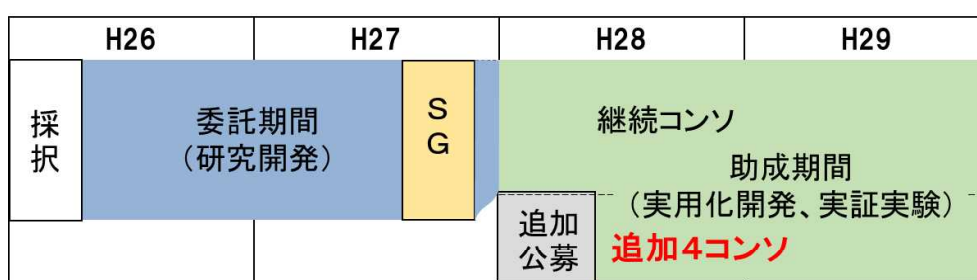 H26 H27 H28 H29
採択
委託期間
（研究開発）
SG
継続コンソ
助成期間
（実用化開発、実証実験）
追加
公募
追加４コンソ